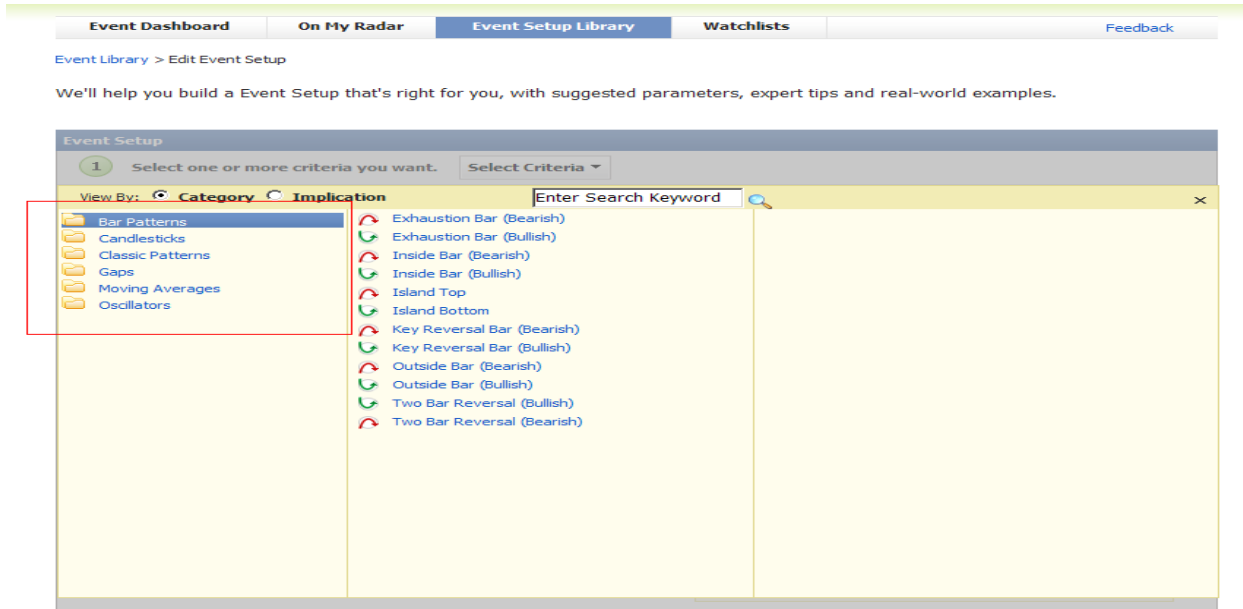 Event Dashboard On My Radar Event Setup Library Watchlists Feedback
Event Library > Edit Event Setup
We'll help you build a Event Setup that's right for you, with suggested parameters, expert tips and real-world examples.
Event Setup
1 Select one or more criteria you want. Select Criteria
View By: Category Implication Enter Search Keyword
Bar Patterns
Candlesticks
Classic Patterns
Gaps
Moving Averages
Oscillators
Exhaustion Bar (Bearish)
Exhaustion Bar (Bullish)
Inside Bar (Bearish)
Inside Bar (Bullish)
Island Top
Island Bottom
Key Reversal Bar (Bearish)
Key Reversal Bar (Bullish)
Outside Bar (Bearish)
Outside Bar (Bullish)
Two Bar Reversal (Bullish)
Two Bar Reversal (Bearish)